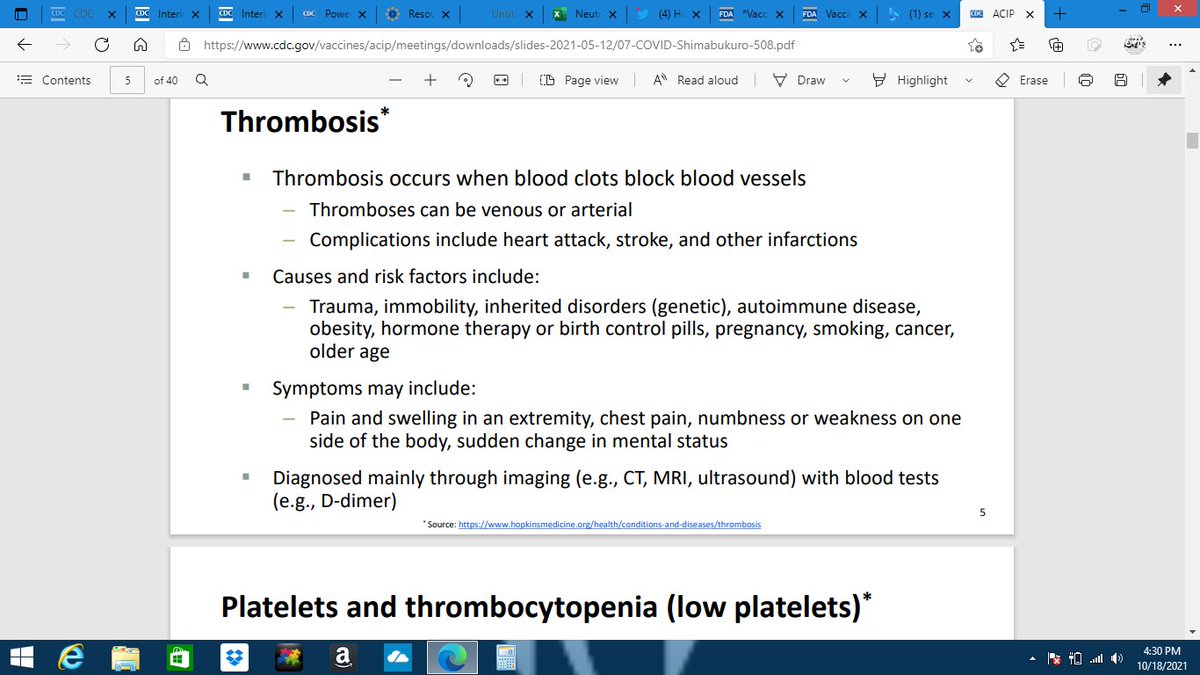 CDC C
Interi
Interi
Powe
Resou
Untit
Neutr
(4) H
*Vacc
Vaccin
(1) se
ACIP
https://www.cdc.gov/vaccines/acip/meetings/downloads/slides-2021-05-12/07-COVID-Shimabukuro-508.pdf
Contents 5 of 40 Page view Read aloud Draw Highlight Erase
Thrombosis*
Thrombosis occurs when blood clots block blood vessels
– Thromboses can be venous or arterial
– Complications include heart attack, stroke, and other infarctions
Causes and risk factors include:
– Trauma, immobility, inherited disorders (genetic), autoimmune disease,
obesity, hormone therapy or birth control pills, pregnancy, smoking, cancer,
older age
Symptoms may include:
– Pain and swelling in an extremity, chest pain, numbness or weakness on one
side of the body, sudden change in mental status
Diagnosed mainly through imaging (e.g., CT, MRI, ultrasound) with blood tests
(e.g., D-dimer)
5
* Source: https://www.hopkinsmedicine.org/health/conditions-and-diseases/thrombosis
Platelets and thrombocytopenia (low platelets)*
4:30 PM
10/18/2021